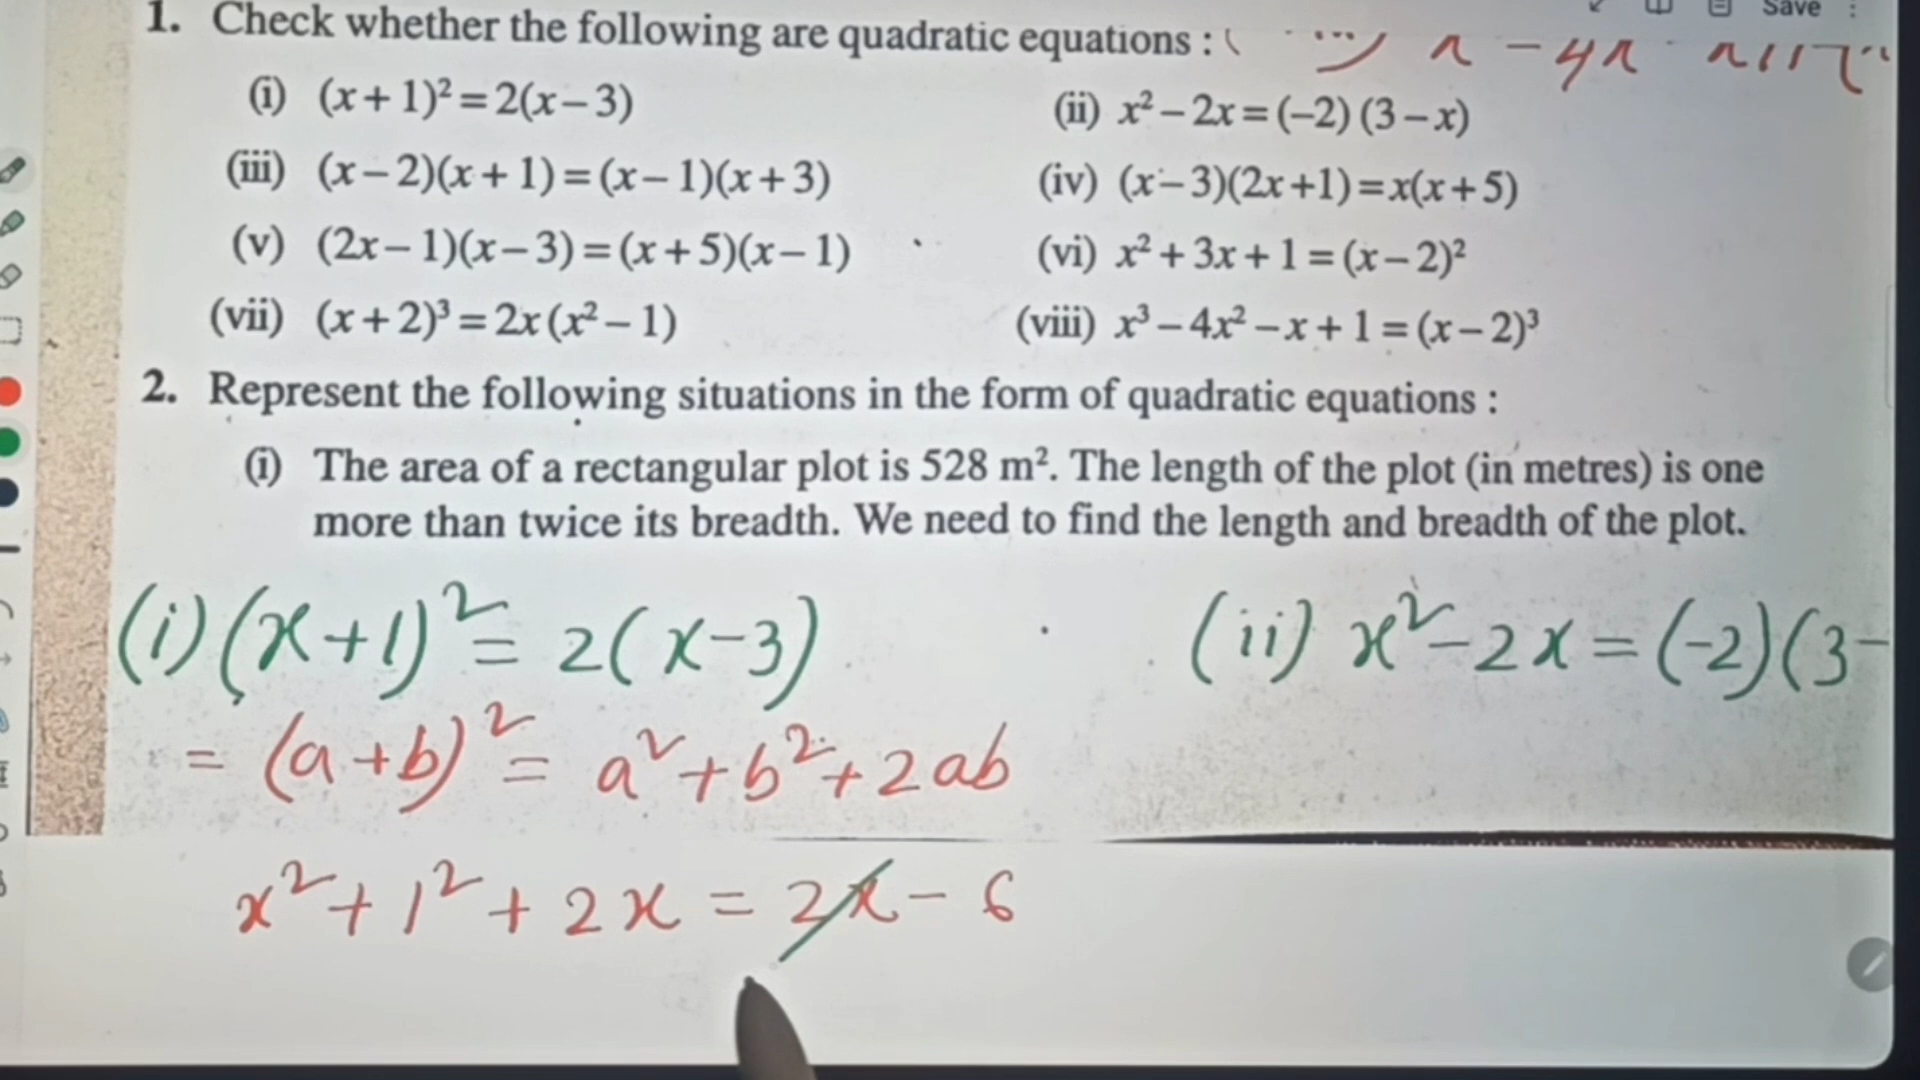 Save
1. Check whether the following are quadratic equations :
(i) (x + 1)² = 2(x – 3)
(ii) x² – 2x = (–2) (3 – x)
(iii) (x – 2)(x + 1) = (x – 1)(x + 3)
(iv) (x – 3)(2x +1) = x(x + 5)
(v) (2x – 1)(x – 3) = (x + 5)(x – 1)
(vi) x² + 3x + 1 = (x – 2)²
(vii) (x + 2)³ = 2x (x² – 1)
(viii) x³ – 4x² – x + 1 = (x – 2)³
2. Represent the following situations in the form of quadratic equations :
(i) The area of a rectangular plot is 528 m². The length of the plot (in metres) is one
more than twice its breadth. We need to find the length and breadth of the plot.
(i) (x+1)² = 2(x-3)
(ii) x² - 2x = (-2)(3-
= (a+b)² = a² + b² + 2ab
x² + 1² + 2x = 2x - 6